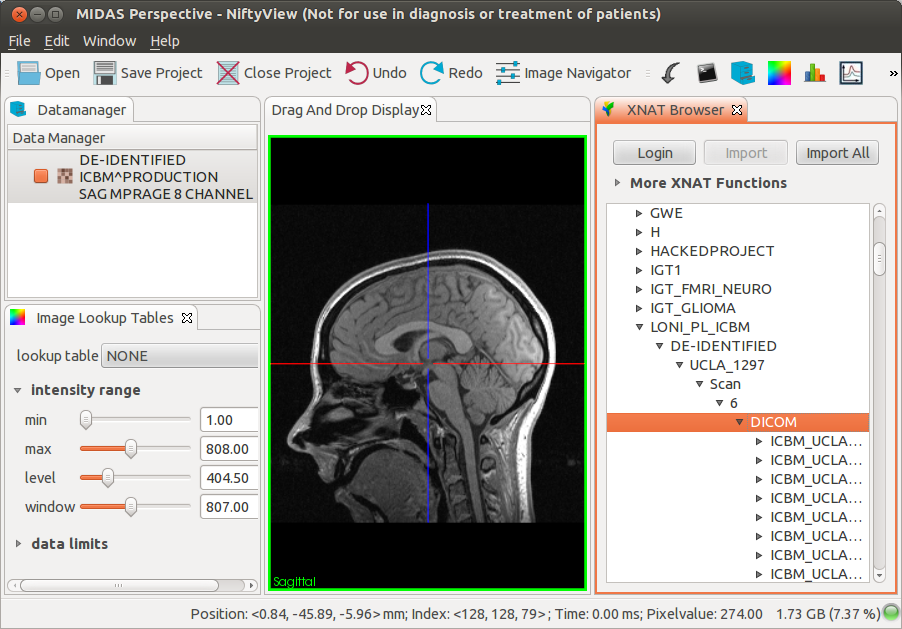 MIDAS Perspective - NiftyView (Not for use in diagnosis or treatment of patients)
File Edit Window Help
Open Save Project Close Project Undo Redo Image Navigator »
Datamanager
Data Manager
DE-IDENTIFIED
ICBM^PRODUCTION
SAG MPRAGE 8 CHANNEL
Image Lookup Tables
lookup table NONE
intensity range
min 1.00
max 808.00
level 404.50
window 807.00
data limits
Drag And Drop Display
Sagittal
XNAT Browser
Login Import Import All
More XNAT Functions
GWE
H
HACKEDPROJECT
IGT1
IGT_FMRI_NEURO
IGT_GLIOMA
LONI_PL_ICBM
DE-IDENTIFIED
UCLA_1297
Scan
6
DICOM
ICBM_UCLA...
ICBM_UCLA...
ICBM_UCLA...
ICBM_UCLA...
ICBM_UCLA...
ICBM_UCLA...
ICBM_UCLA...
ICBM_UCLA...
Position: <0.84, -45.89, -5.96> mm; Index: <128, 128, 79> ; Time: 0.00 ms; Pixelvalue: 274.00 1.73 GB (7.37 %)